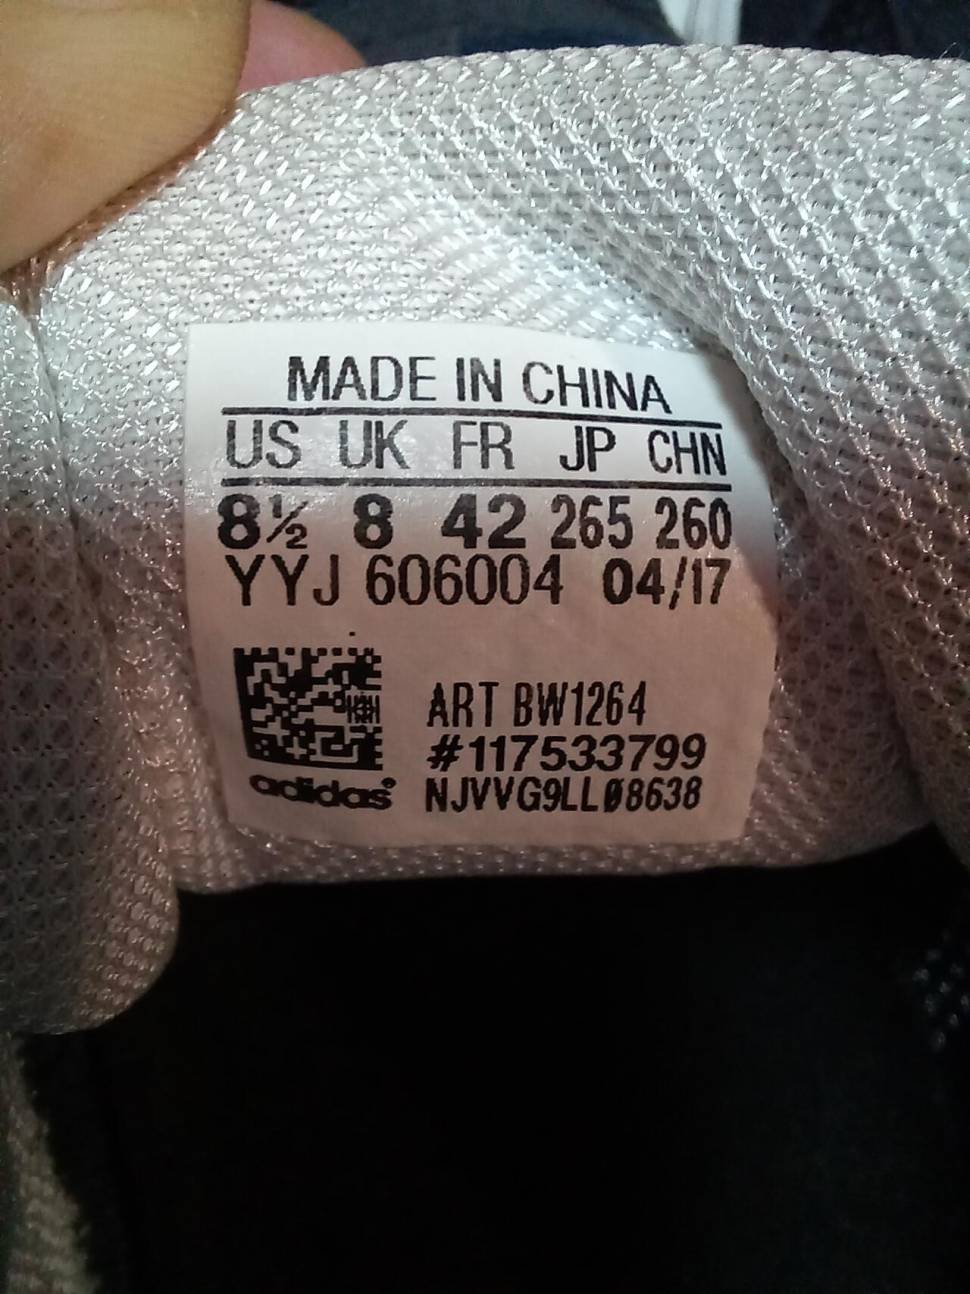 MADE IN CHINA
US UK FR JP CHN
8½ 8 42 265 260
YYJ 606004 04/17
ART BW1264
#117533799
adidas® NJVVG9LLØ8638